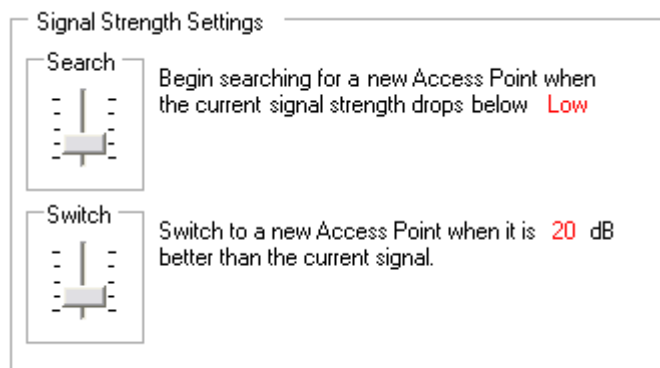 Signal Strength Settings
Search
Begin searching for a new Access Point when
the current signal strength drops below Low
Switch
Switch to a new Access Point when it is 20 dB
better than the current signal.